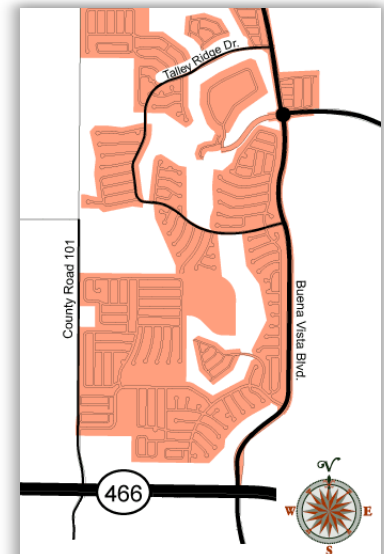 Talley Ridge Dr.
County Road 101
Buena Vista Blvd.
466
N
W
E
S